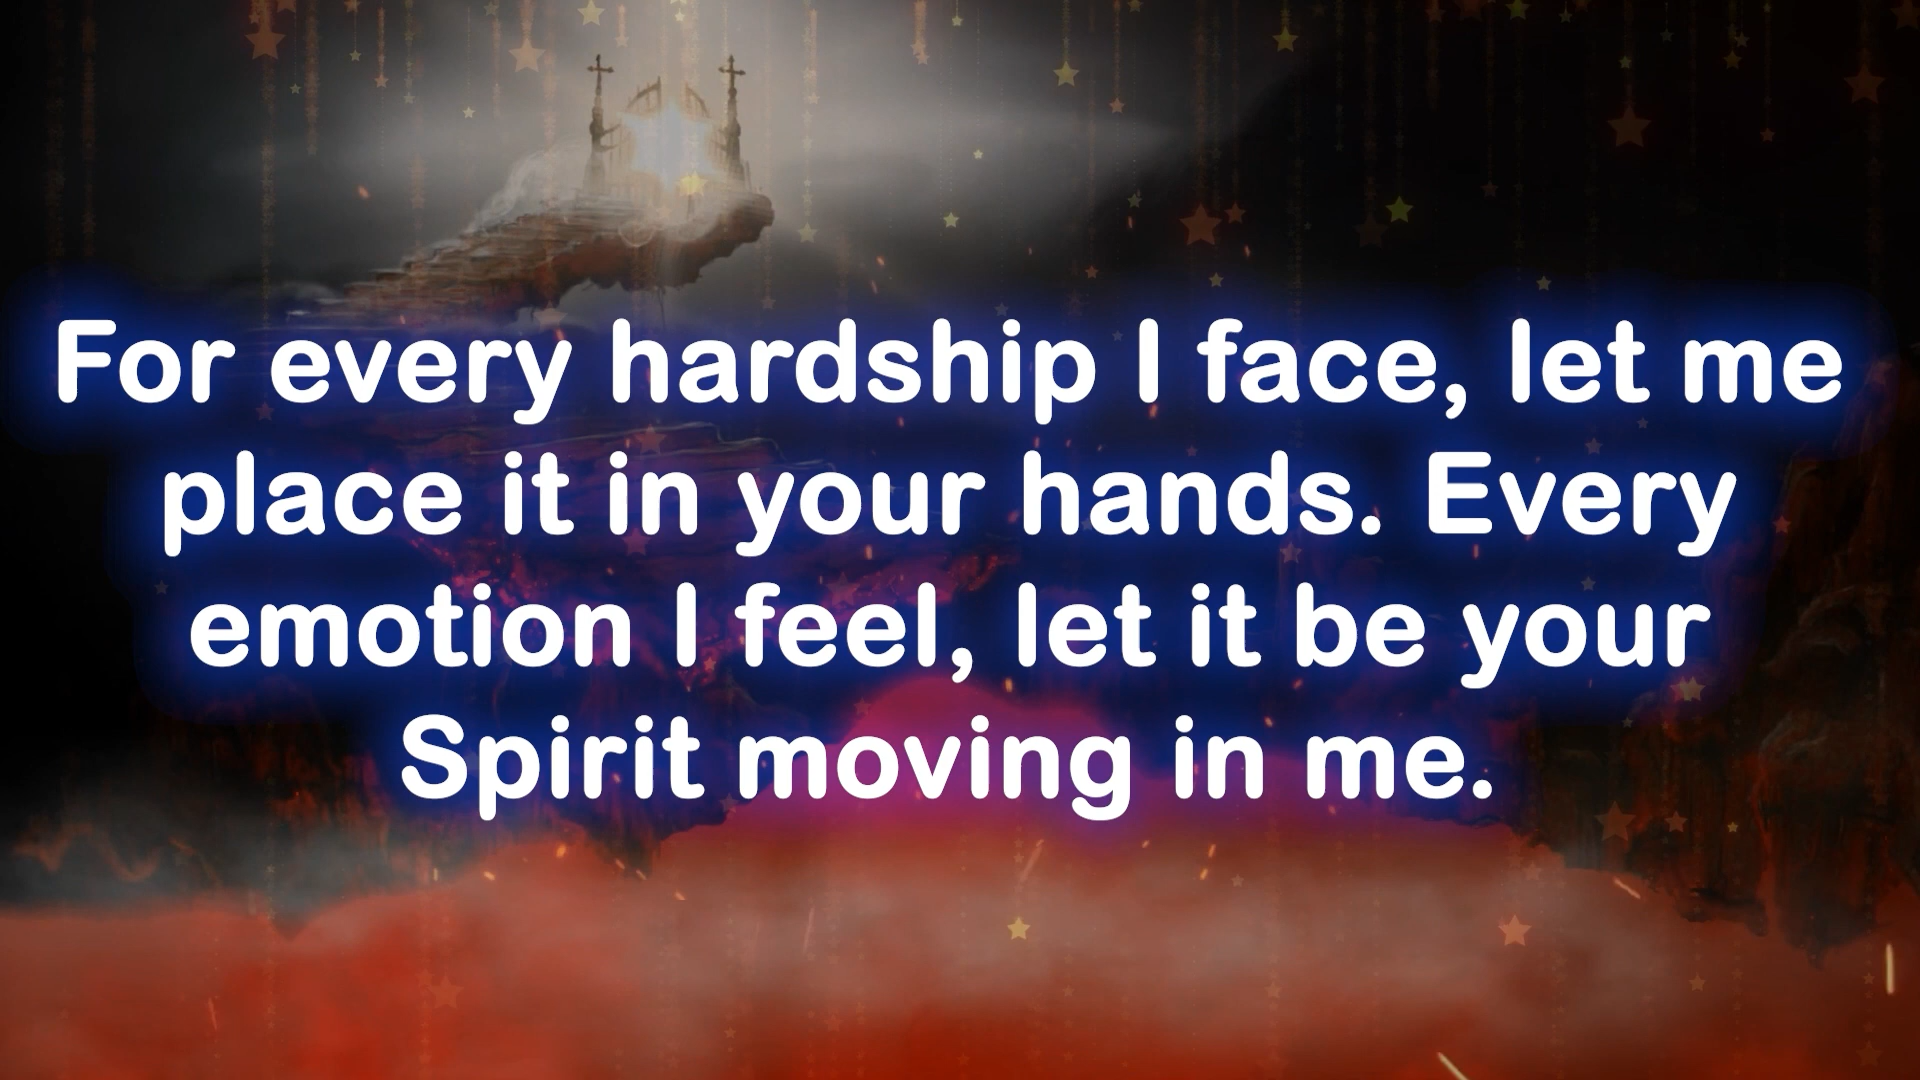 For every hardship I face, let me
place it in your hands. Every
emotion I feel, let it be your
Spirit moving in me.